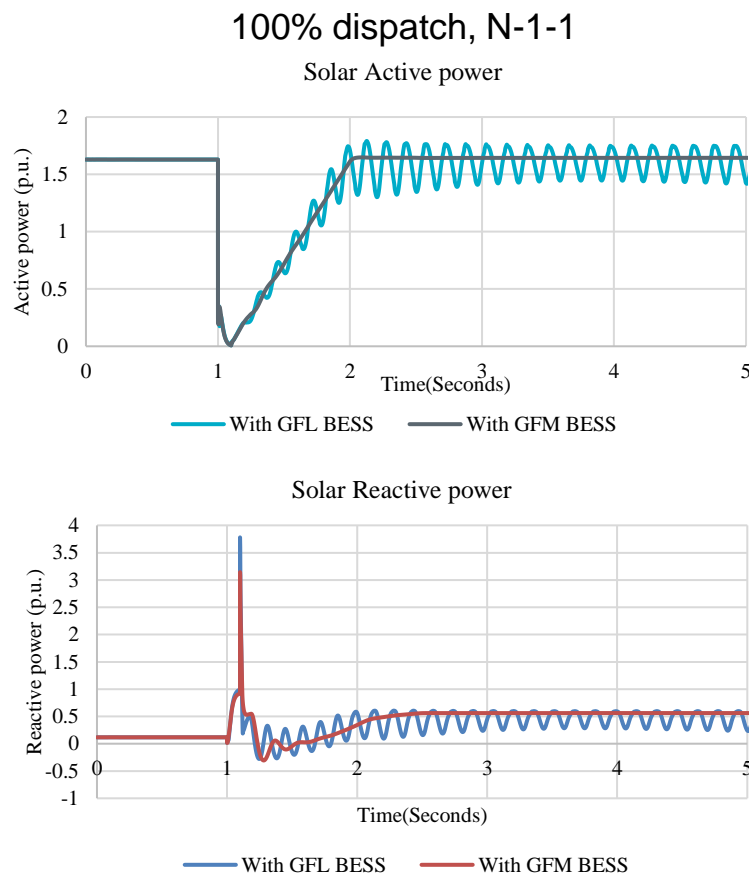 100% dispatch, N-1-1
Solar Active power
Active power (p.u.)
2
1.5
1
0.5
0
0 1 2 3 4 5
Time(Seconds)
With GFL BESS With GFM BESS
Solar Reactive power
Reactive power (p.u.)
4
3.5
3
2.5
2
1.5
1
0.5
0
-0.5
-1
0 1 2 3 4 5
Time(Seconds)
With GFL BESS With GFM BESS